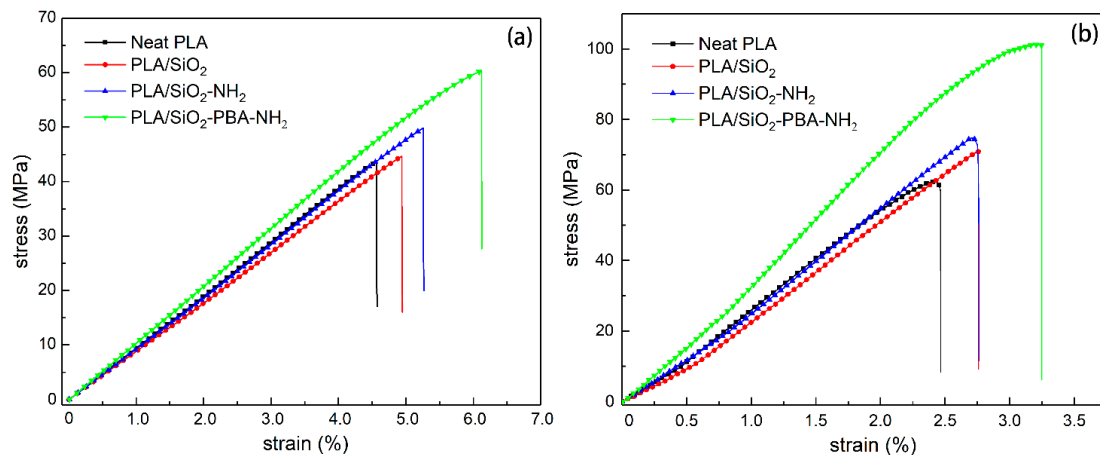 (a)
Neat PLA
PLA/SiO₂
PLA/SiO₂-NH₂
PLA/SiO₂-PBA-NH₂
70
60
50
40
30
20
10
0
stress (MPa)
0.0 1.0 2.0 3.0 4.0 5.0 6.0 7.0
strain (%)
(b)
Neat PLA
PLA/SiO₂
PLA/SiO₂-NH₂
PLA/SiO₂-PBA-NH₂
100
80
60
40
20
0
stress (MPa)
0.0 0.5 1.0 1.5 2.0 2.5 3.0 3.5
strain (%)